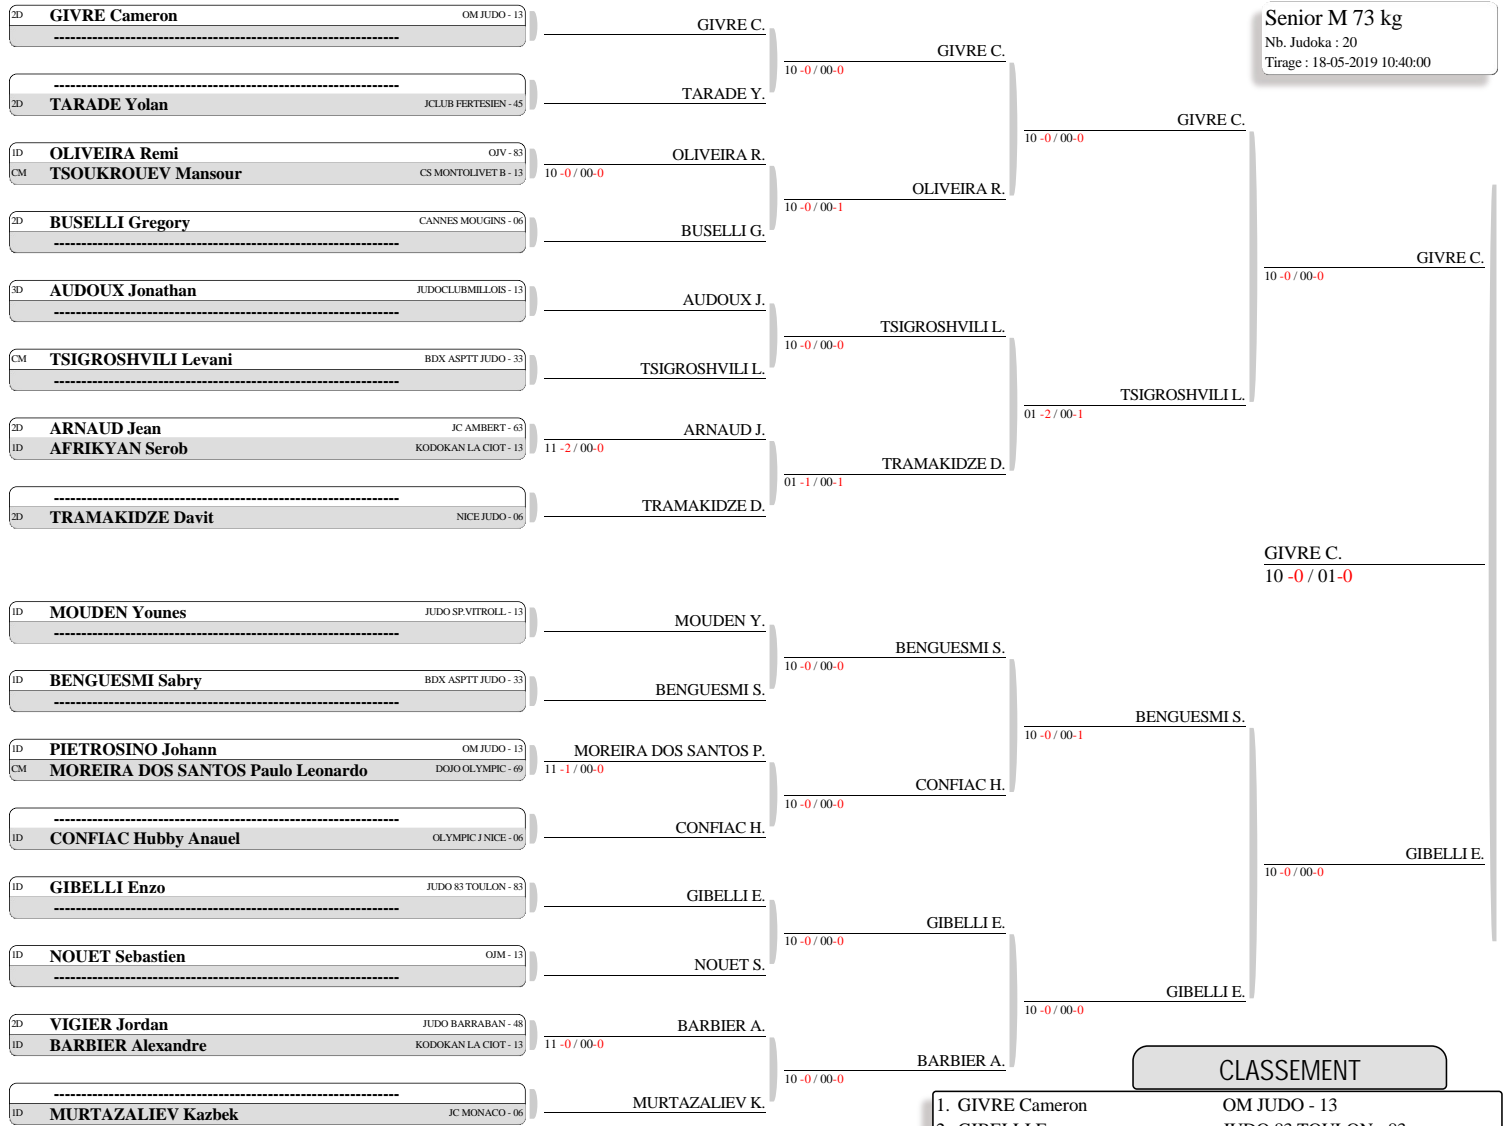 Senior M 73 kg
Nb. Judoka : 20
Tirage : 18-05-2019 10:40:00
2D GIVRE Cameron OM JUDO - 13
------------------------------------------------------------------
------------------------------------------------------------------
2D TARADE Yolan JCLUB FERTESIEN - 45
1D OLIVEIRA Remi OJV - 83
CM TSOUKROUEV Mansour CS MONTOLIVET B - 13
2D BUSELLI Gregory CANNES MOUGINS - 06
------------------------------------------------------------------
3D AUDOUX Jonathan JUDOCLUBMILLOIS - 13
------------------------------------------------------------------
CM TSIGROSHVILI Levani BDX ASPTT JUDO - 33
------------------------------------------------------------------
2D ARNAUD Jean JC AMBERT - 63
1D AFRIKYAN Serob KODOKAN LA CIOT - 13
------------------------------------------------------------------
2D TRAMAKIDZE Davit NICE JUDO - 06
1D MOUDEN Younes JUDO SP.VITROLL - 13
------------------------------------------------------------------
1D BENGUESMI Sabry BDX ASPTT JUDO - 33
------------------------------------------------------------------
1D PIETROSINO Johann OM JUDO - 13
CM MOREIRA DOS SANTOS Paulo Leonardo DOJO OLYMPIC - 69
------------------------------------------------------------------
1D CONFIAC Hubby Anauel OLYMPIC J NICE - 06
1D GIBELLI Enzo JUDO 83 TOULON - 83
------------------------------------------------------------------
1D NOUET Sebastien OJM - 13
------------------------------------------------------------------
2D VIGIER Jordan JUDO BARRABAN - 48
1D BARBIER Alexandre KODOKAN LA CIOT - 13
------------------------------------------------------------------
1D MURTAZALIEV Kazbek JC MONACO - 06
GIVRE C.
TARADE Y.
OLIVEIRA R.
10 -0 / 00-0
BUSELLI G.
AUDOUX J.
TSIGROSHVILI L.
ARNAUD J.
11 -2 / 00-0
TRAMAKIDZE D.
MOUDEN Y.
BENGUESMI S.
MOREIRA DOS SANTOS P.
11 -1 / 00-0
CONFIAC H.
GIBELLI E.
NOUET S.
BARBIER A.
11 -0 / 00-0
MURTAZALIEV K.
GIVRE C.
10 -0 / 00-0
OLIVEIRA R.
10 -0 / 00-1
TSIGROSHVILI L.
10 -0 / 00-0
TRAMAKIDZE D.
01 -1 / 00-1
BENGUESMI S.
10 -0 / 00-0
CONFIAC H.
10 -0 / 00-0
GIBELLI E.
10 -0 / 00-0
BARBIER A.
10 -0 / 00-0
GIVRE C.
10 -0 / 00-0
TSIGROSHVILI L.
01 -2 / 00-1
BENGUESMI S.
10 -0 / 00-1
GIBELLI E.
10 -0 / 00-0
GIVRE C.
10 -0 / 00-0
GIBELLI E.
10 -0 / 00-0
GIVRE C.
10 -0 / 01-0
CLASSEMENT
1. GIVRE Cameron OM JUDO - 13